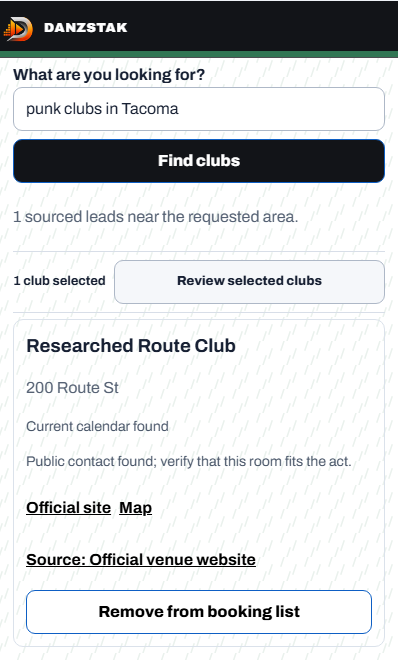 DANZSTAK
What are you looking for?
punk clubs in Tacoma
Find clubs
1 sourced leads near the requested area.
1 club selected
Review selected clubs
Researched Route Club
200 Route St
Current calendar found
Public contact found; verify that this room fits the act.
Official site Map
Source: Official venue website
Remove from booking list